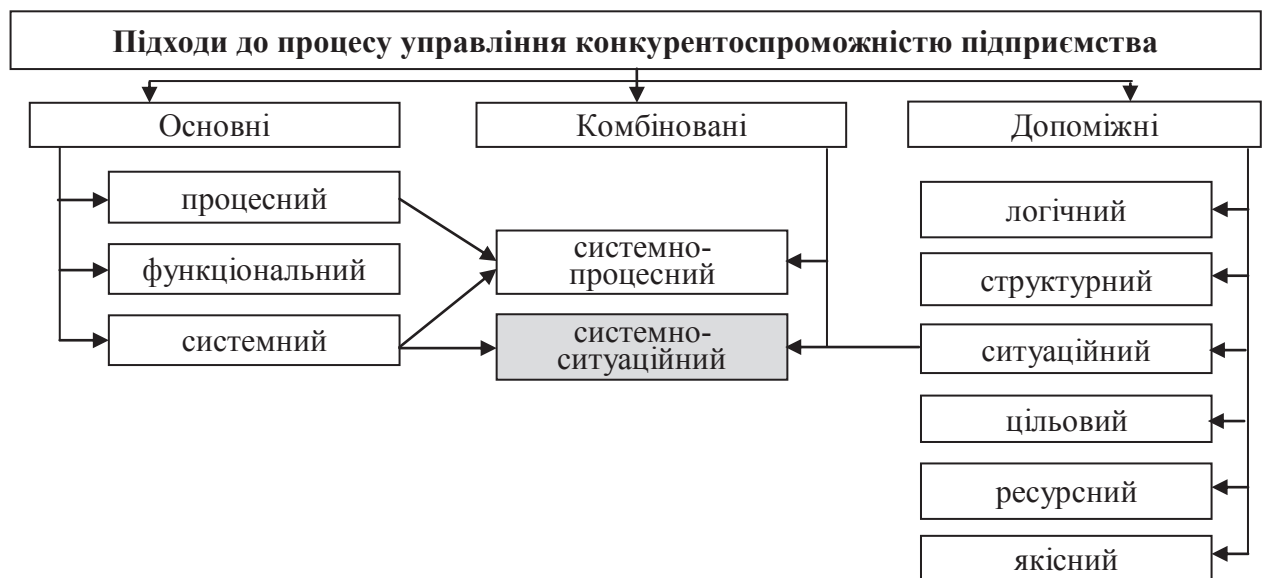 Підходи до процесу управління конкурентоспроможністю підприємства
Основні
Комбіновані
Допоміжні
процесний
функціональний
системний
системно-
процесний
системно-
ситуаційний
логічний
структурний
ситуаційний
цільовий
ресурсний
якісний